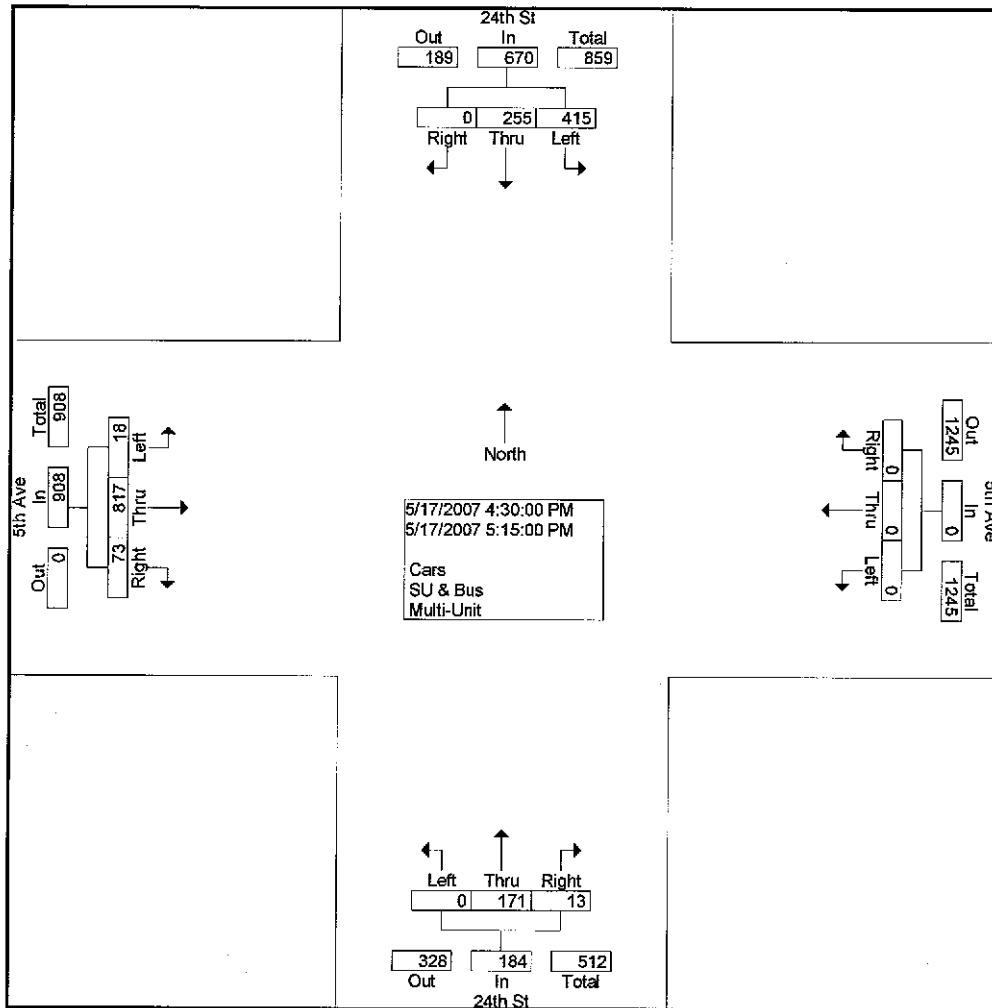 24th St
Out In Total
189 670 859
0 255 415
Right Thru Left
5th Ave
Total In Out
908 908 0
18 817 73
Left Thru Right
North
5/17/2007 4:30:00 PM
5/17/2007 5:15:00 PM
Cars
SU & Bus
Multi-Unit
Right Thru Left
0 0 0
Out In Total
1245 0 1245
5th Ave
Left Thru Right
0 171 13
328 184 512
Out In Total
24th St